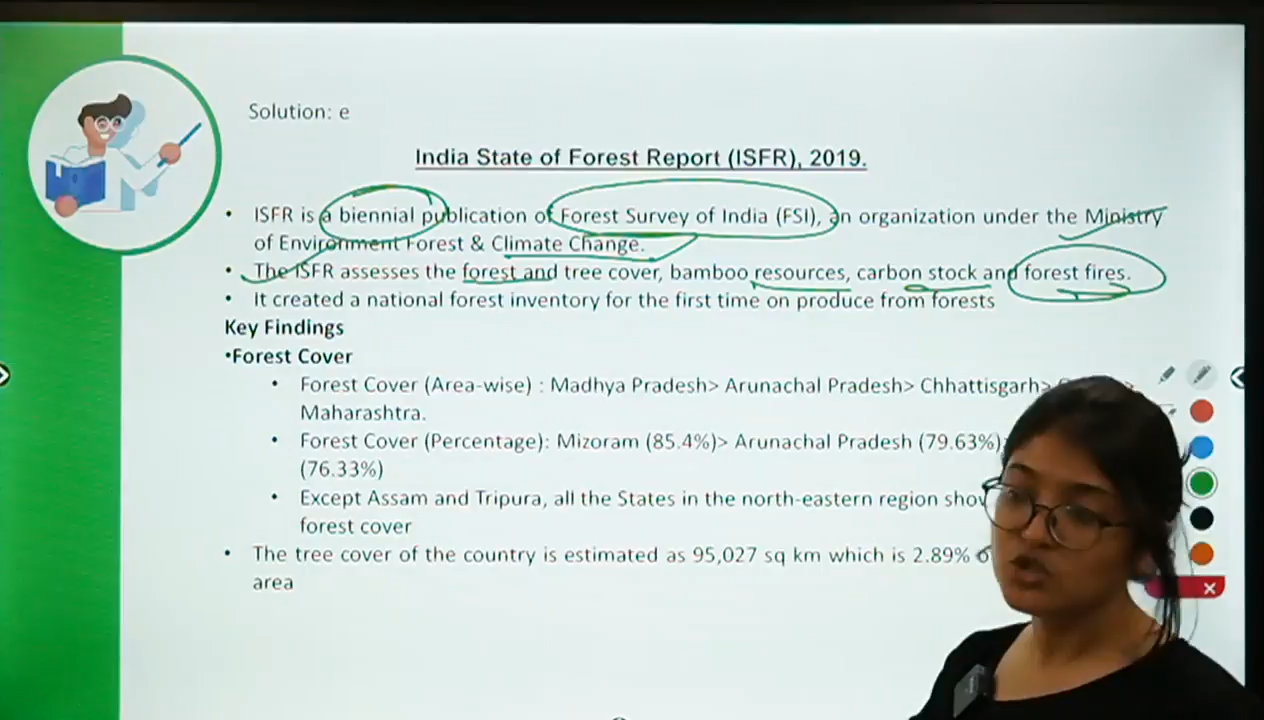 Solution: e
India State of Forest Report (ISFR), 2019.
• ISFR is a biennial publication of Forest Survey of India (FSI), an organization under the Ministry
of Environment Forest & Climate Change.
• The ISFR assesses the forest and tree cover, bamboo resources, carbon stock and forest fires.
• It created a national forest inventory for the first time on produce from forests
Key Findings
•Forest Cover
• Forest Cover (Area-wise) : Madhya Pradesh> Arunachal Pradesh> Chhattisgarh>
Maharashtra.
• Forest Cover (Percentage): Mizoram (85.4%)> Arunachal Pradesh (79.63%)
(76.33%)
• Except Assam and Tripura, all the States in the north-eastern region
forest cover
• The tree cover of the country is estimated as 95,027 sq km which is 2.89%
area